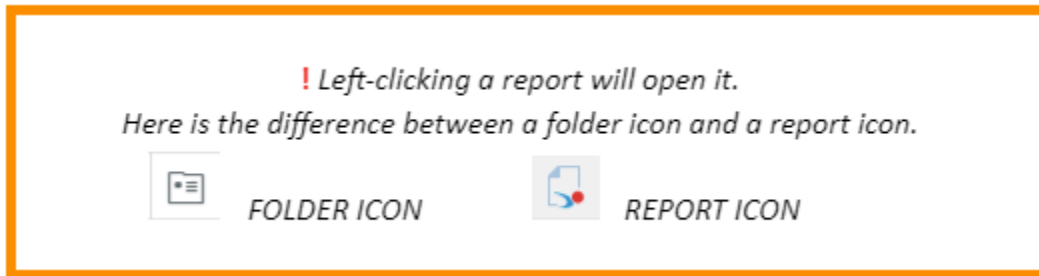 ! Left-clicking a report will open it.
Here is the difference between a folder icon and a report icon.
FOLDER ICON REPORT ICON